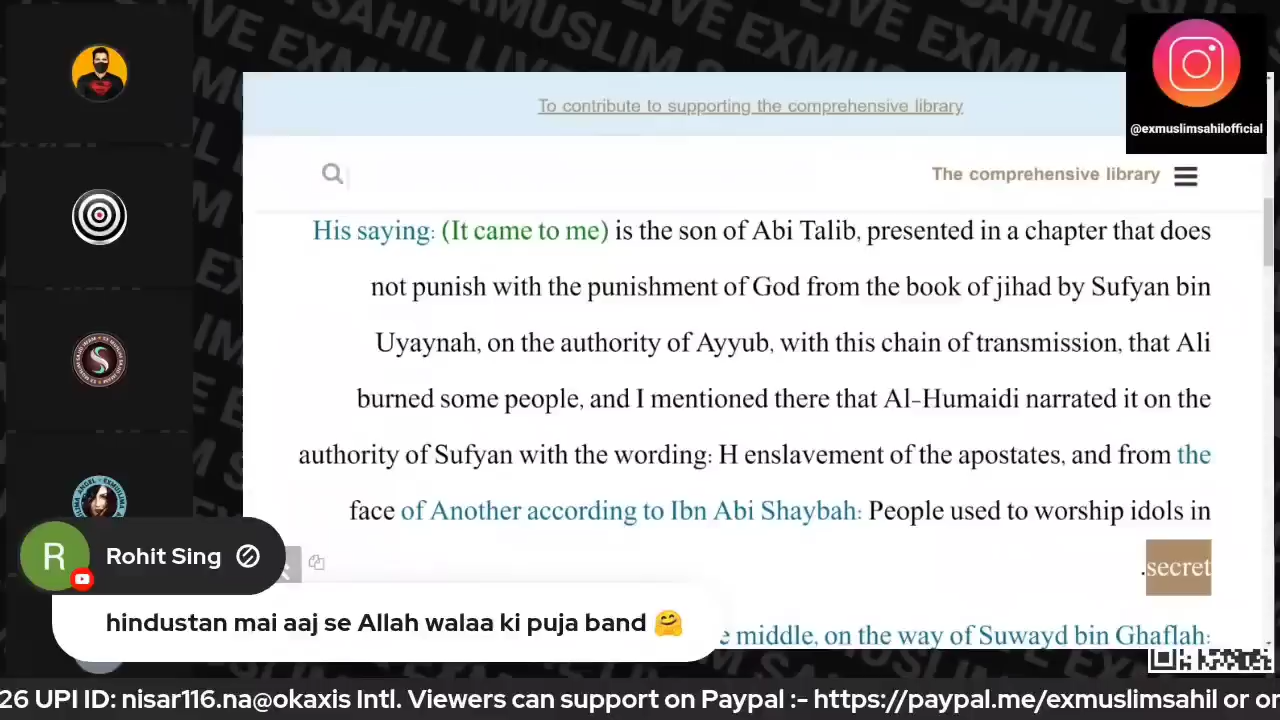 LIVE EXMUSLIM SAHIL
@exmuslimsahilofficial
To contribute to supporting the comprehensive library
The comprehensive library
His saying: (It came to me) is the son of Abi Talib, presented in a chapter that does
not punish with the punishment of God from the book of jihad by Sufyan bin
Uyaynah, on the authority of Ayyub, with this chain of transmission, that Ali
burned some people, and I mentioned there that Al-Humaidi narrated it on the
authority of Sufyan with the wording: H enslavement of the apostates, and from the
face of Another according to Ibn Abi Shaybah: People used to worship idols in
.secret
middle, on the way of Suwayd bin Ghaflah:
R Rohit Sing
hindustan mai aaj se Allah walaa ki puja band 🤗
26 UPI ID: nisar116.na@okaxis Intl. Viewers can support on Paypal :- https://paypal.me/exmuslimsahil or